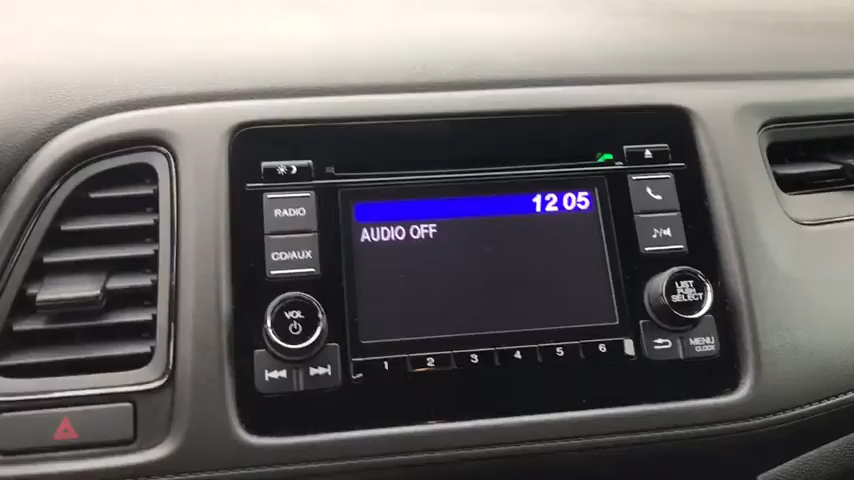 12:05
AUDIO OFF
RADIO
CD/AUX
VOL
LIST
PUSH
SELECT
MENU
CLOCK
1 2 3 4 5 6